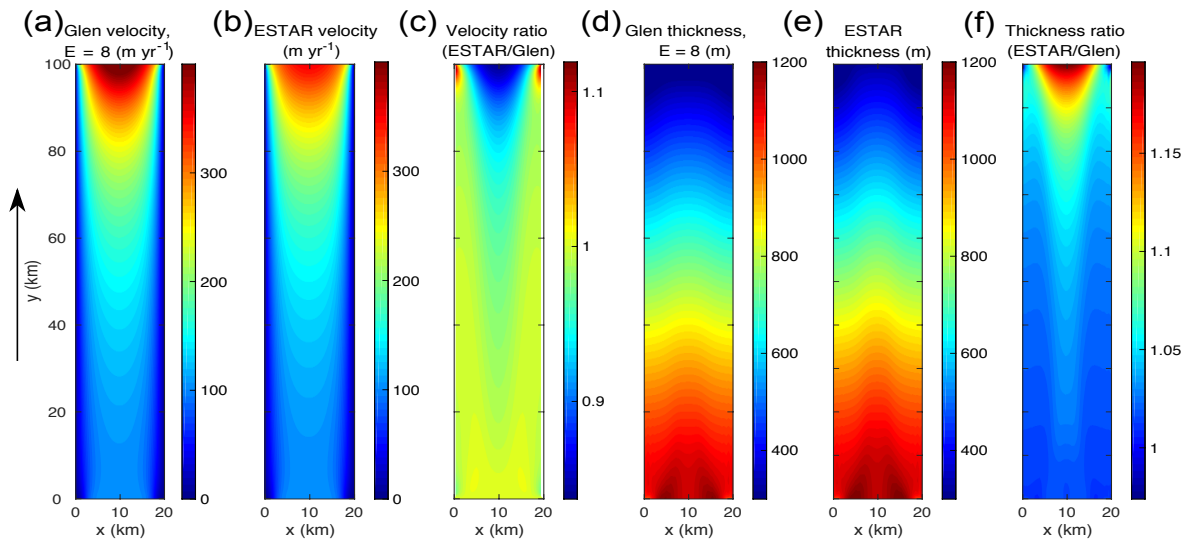 (a) Glen velocity,
E = 8 (m yr⁻¹)
(b) ESTAR velocity
(m yr⁻¹)
(c) Velocity ratio
(ESTAR/Glen)
(d) Glen thickness,
E = 8 (m)
(e) ESTAR
thickness (m)
(f) Thickness ratio
(ESTAR/Glen)
100
80
60
40
20
0
y (km)
0 10 20
x (km)
300
200
100
0
0 10 20
x (km)
300
200
100
0
0 10 20
x (km)
1.1
1
0.9
0 10 20
x (km)
1200
1000
800
600
400
0 10 20
x (km)
1200
1000
800
600
400
0 10 20
x (km)
1.15
1.1
1.05
1